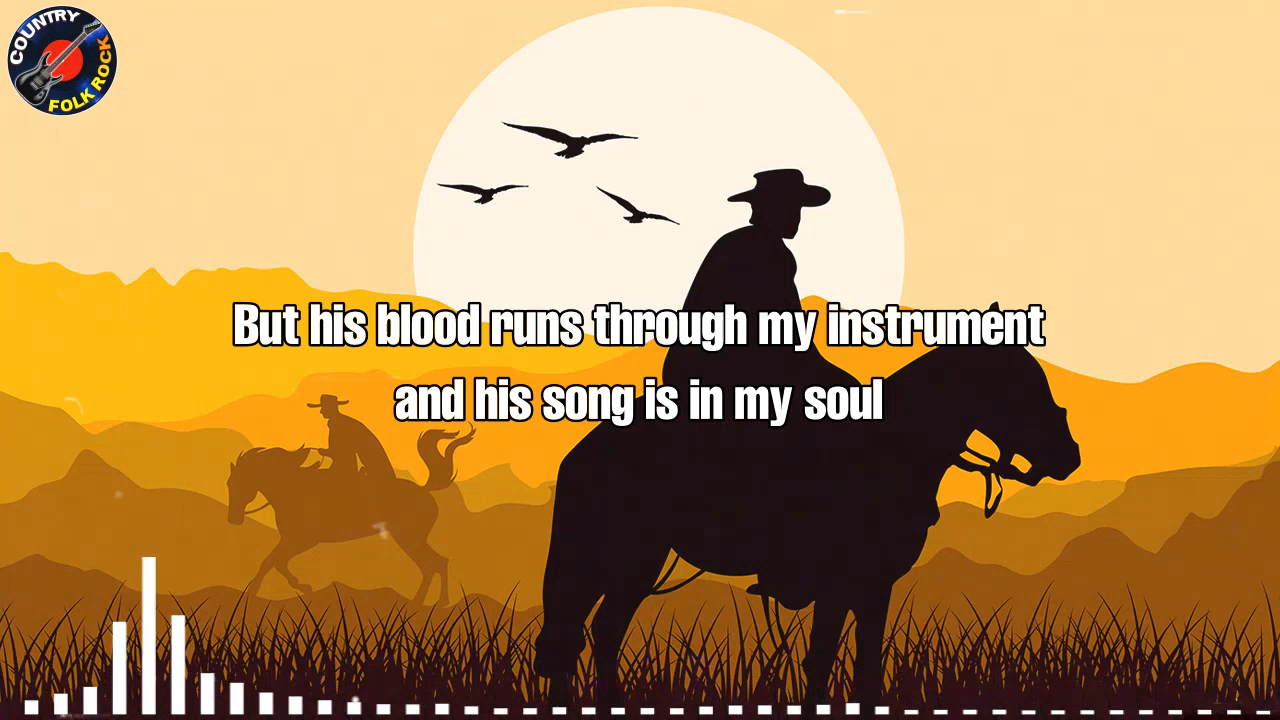 COUNTRY
FOLK ROCK
But his blood runs through my instrument
and his song is in my soul